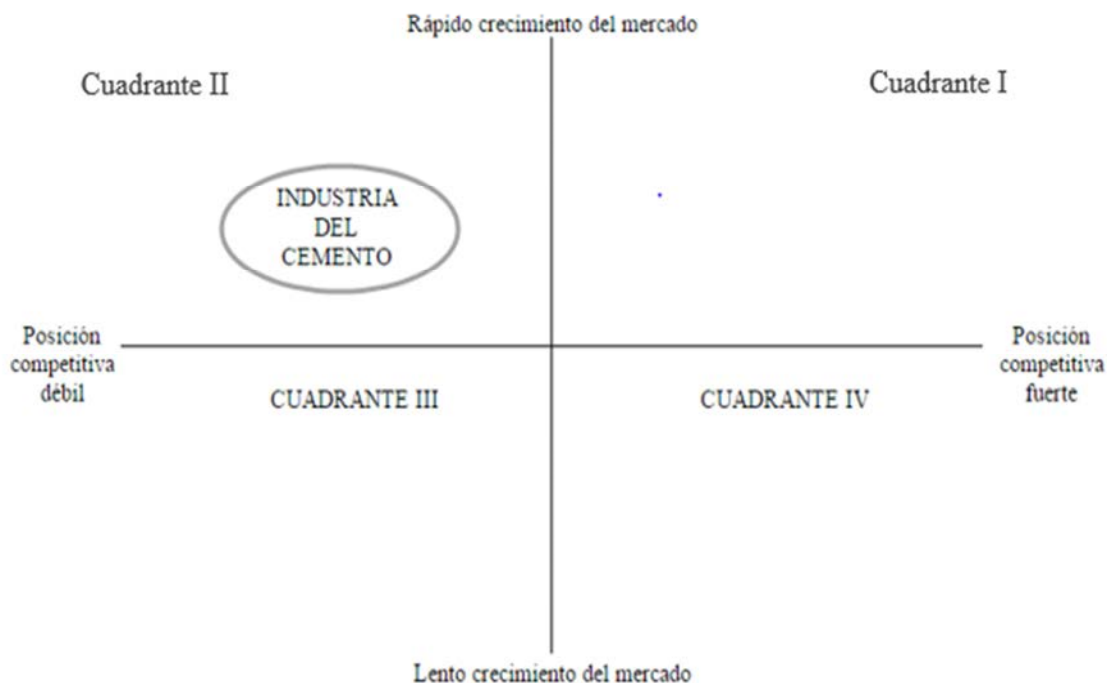 Rápido crecimiento del mercado
Cuadrante II
Cuadrante I
INDUSTRIA
DEL
CEMENTO
Posición
competitiva
débil
Posición
competitiva
fuerte
CUADRANTE III
CUADRANTE IV
Lento crecimiento del mercado